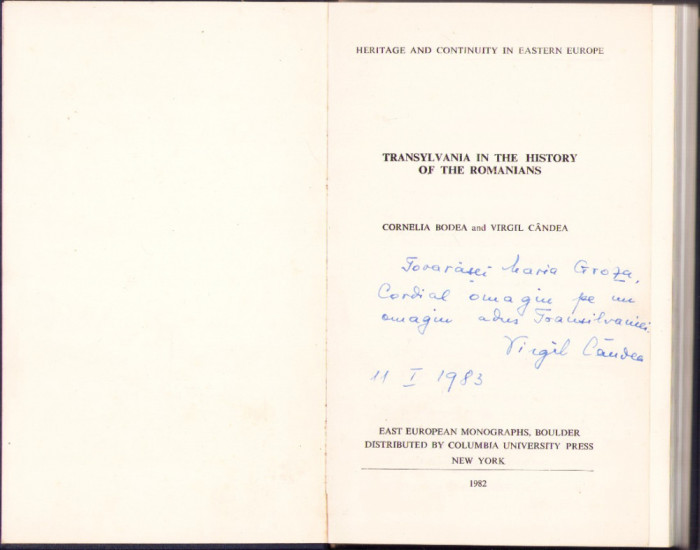 HERITAGE AND CONTINUITY IN EASTERN EUROPE
TRANSYLVANIA IN THE HISTORY
OF THE ROMANIANS
CORNELIA BODEA and VIRGIL CÂNDEA
Tovarășei Maria Groza,
Cordial omagiu pe un
omagiu adus Transilvaniei.
Virgil Cândea
11 I 1983
EAST EUROPEAN MONOGRAPHS, BOULDER
DISTRIBUTED BY COLUMBIA UNIVERSITY PRESS
NEW YORK
1982